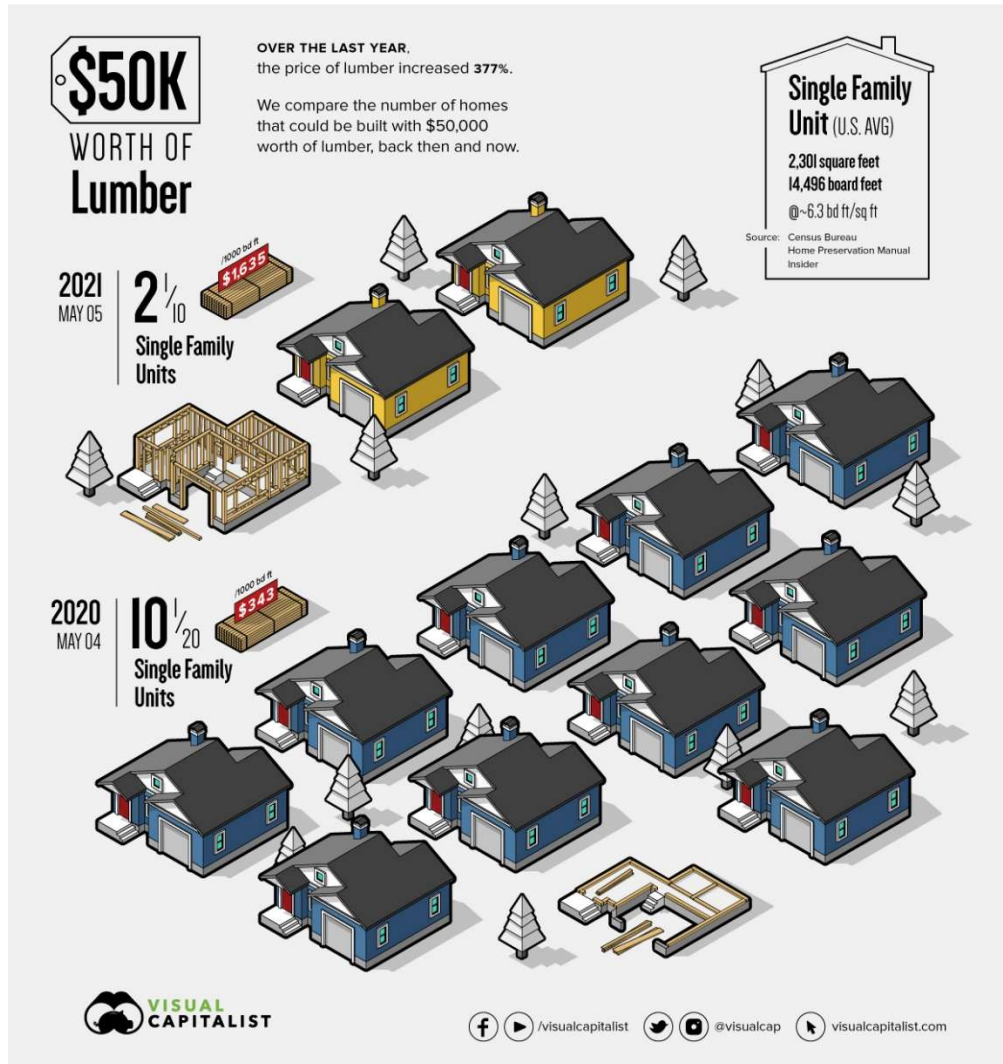 $50K
WORTH OF
Lumber
OVER THE LAST YEAR,
the price of lumber increased 377%.
We compare the number of homes
that could be built with $50,000
worth of lumber, back then and now.
Single Family
Unit (U.S. AVG)
2,301 square feet
14,496 board feet
@~6.3 bd ft/sq ft
Source: Census Bureau
Home Preservation Manual
Insider
2021
MAY 05
2 1/10
Single Family
Units
/1000 bd ft
$1,635
2020
MAY 04
10 1/20
Single Family
Units
/1000 bd ft
$343
VISUAL
CAPITALIST
/visualcapitalist
@visualcap
visualcapitalist.com